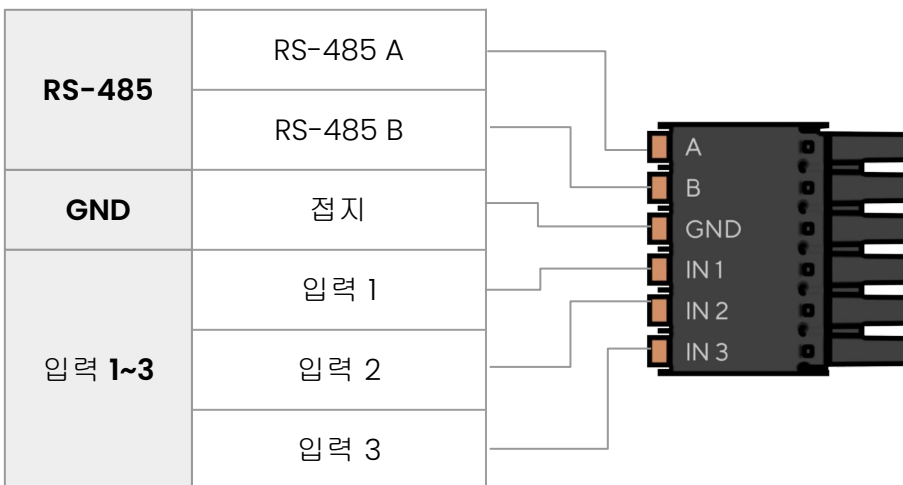 RS-485
RS-485 A
RS-485 B
GND
접지
입력 1~3
입력 1
입력 2
입력 3
A
B
GND
IN 1
IN 2
IN 3